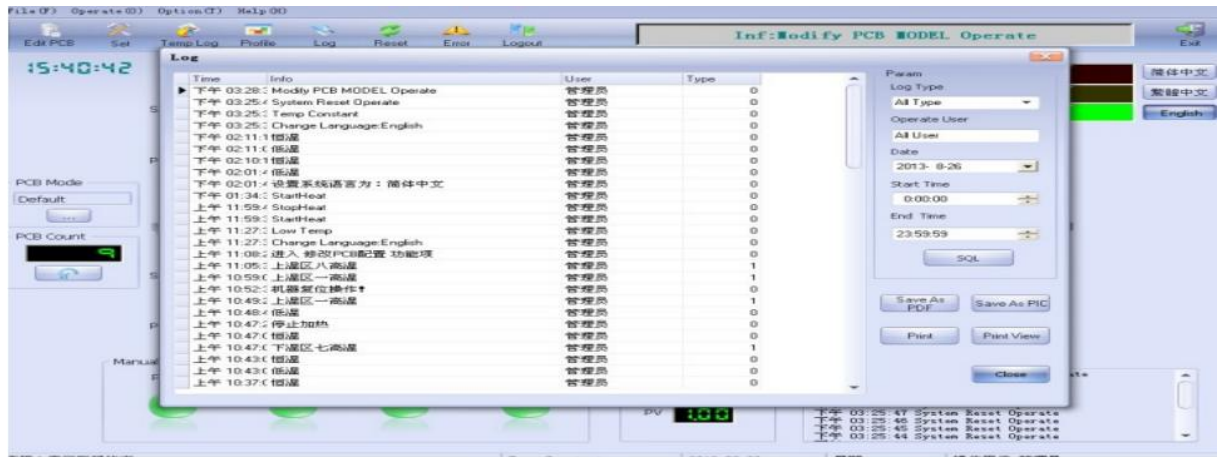 File(F) Operate(O) Option(T) Help(H)
Edit PCB Set Temp Log Profile Log Reset Error Logout
Inf:Modify PCB MODEL Operate
Exit
15:40:42
Log
简体中文
繁體中文
English
PCB Mode
Default
...
PCB Count
9
Manual
Time Info User Type
下午 03:28: Modify PCB MODEL Operate 管理员 0
下午 03:25: System Reset Operate 管理员 0
下午 03:25: Temp Constant 管理员 0
下午 03:25: Change Language:English 管理员 0
下午 02:11:1 恒温 管理员 0
下午 02:11:0 低温 管理员 0
下午 02:10:1 恒温 管理员 0
下午 02:01: 低温 管理员 0
下午 02:01: 设置系统语言为：简体中文 管理员 0
下午 01:34: StartHeat 管理员 0
上午 11:59: StopHeat 管理员 0
上午 11:59: StartHeat 管理员 0
上午 11:27: Low Temp 管理员 0
上午 11:27: Change Language:English 管理员 0
上午 11:08: 进入 修改PCB配置 功能项 管理员 0
上午 11:05: 上温区八高温 管理员 1
上午 10:59: 上温区一高温 管理员 1
上午 10:52: 机器复位操作! 管理员 0
上午 10:49: 上温区一高温 管理员 1
上午 10:48: 低温 管理员 0
上午 10:47: 停止加热 管理员 0
上午 10:47: 恒温 管理员 0
上午 10:47: 下温区七高温 管理员 1
上午 10:43: 恒温 管理员 0
上午 10:43: 低温 管理员 0
上午 10:37: 恒温 管理员 0
Param
Log Type
All Type
Operate User
All User
Date
2013- 8-26
Start Time
0:00:00
End Time
23:59:59
SQL
Save As PDF
Save As PIC
Print
Print View
Close
PV 1.00
下午 03:25:47 System Reset Operate
下午 03:25:46 System Reset Operate
下午 03:25:45 System Reset Operate
下午 03:25:44 System Reset Operate